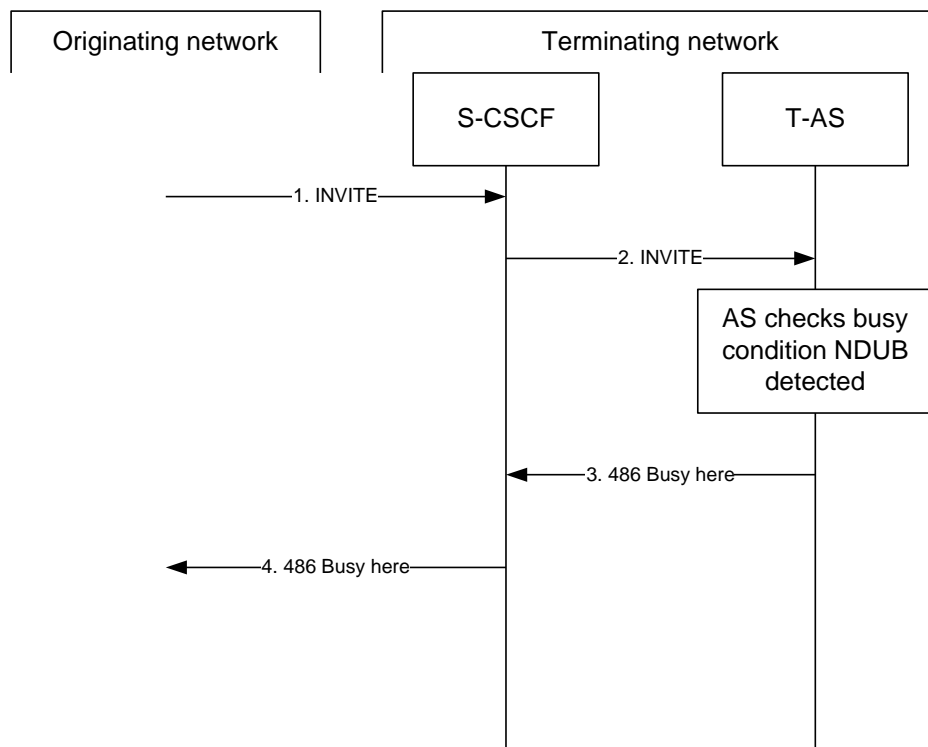 Originating network
Terminating network
S-CSCF
T-AS
1. INVITE
2. INVITE
AS checks busy
condition NDUB
detected
3. 486 Busy here
4. 486 Busy here